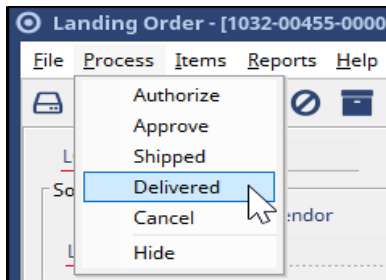 Landing Order - [1032-00455-0000
File Process Items Reports Help
Authorize
Approve
Shipped
Delivered
Cancel
endor
Hide